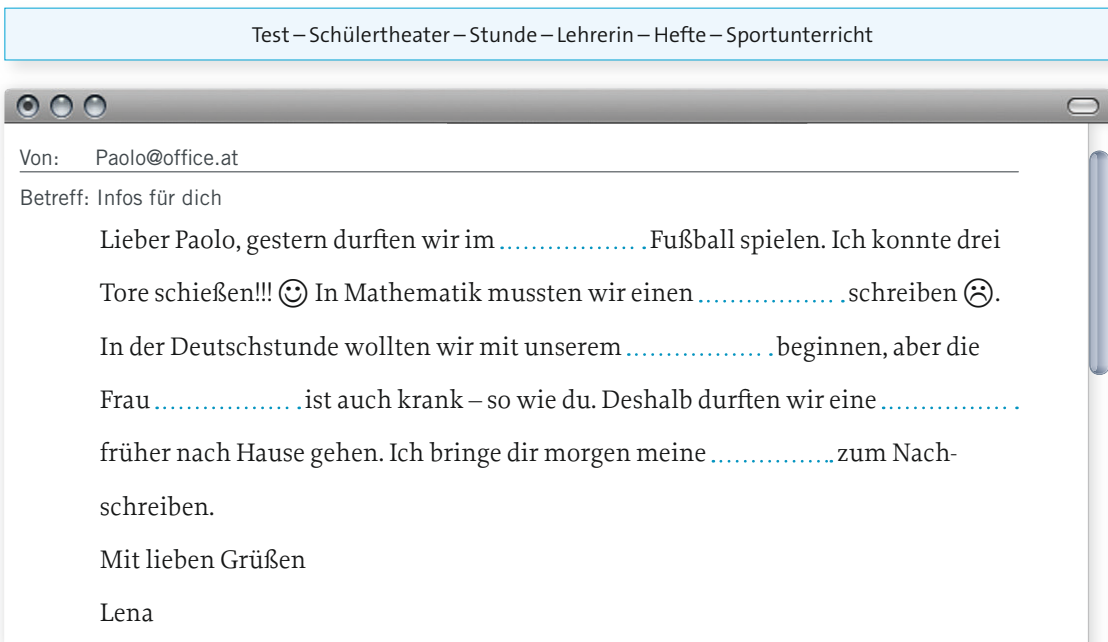 Test – Schülertheater – Stunde – Lehrerin – Hefte – Sportunterricht
Von: Paolo@office.at
Betreff: Infos für dich
Lieber Paolo, gestern durften wir im ................. . Fußball spielen. Ich konnte drei
Tore schießen!!! ☺ In Mathematik mussten wir einen ................. . schreiben ☹.
In der Deutschstunde wollten wir mit unserem ................. . beginnen, aber die
Frau ................. . ist auch krank – so wie du. Deshalb durften wir eine ................. .
früher nach Hause gehen. Ich bringe dir morgen meine ................ zum Nach-
schreiben.
Mit lieben Grüßen
Lena